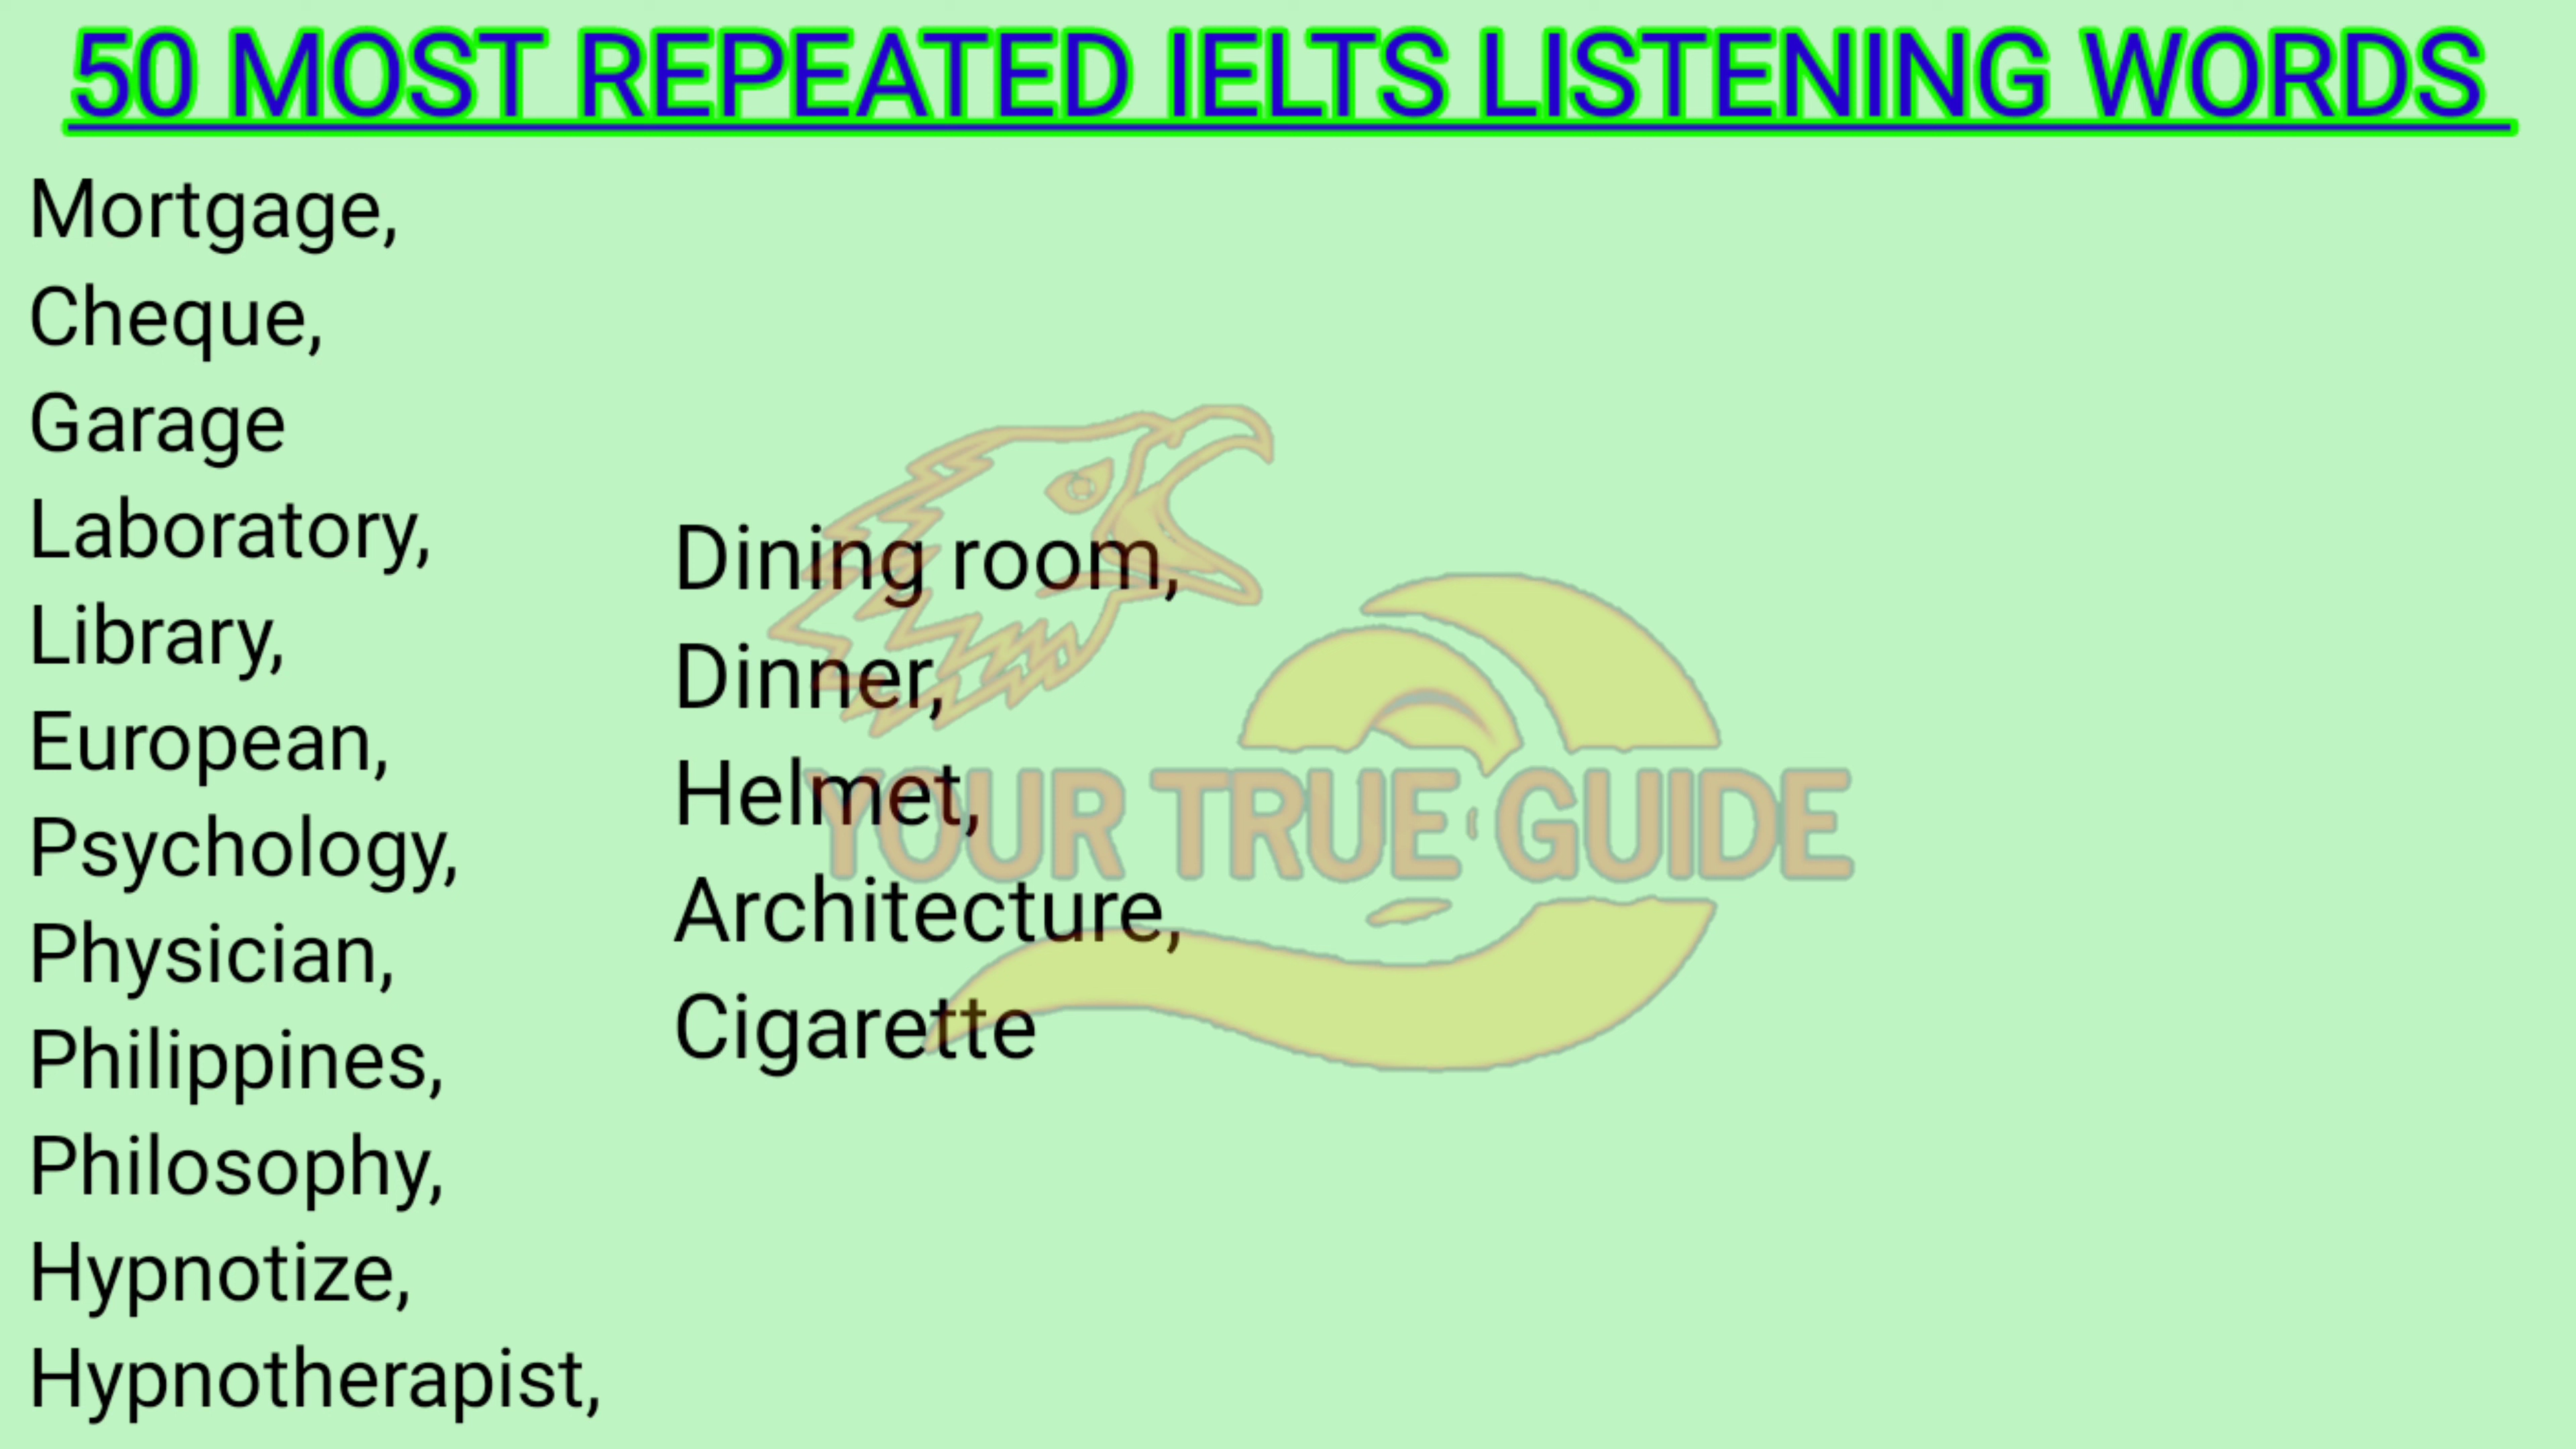 50 MOST REPEATED IELTS LISTENING WORDS
Mortgage,
Cheque,
Garage
Laboratory,
Library,
European,
Psychology,
Physician,
Philippines,
Philosophy,
Hypnotize,
Hypnotherapist,
Dining room,
Dinner,
Helmet,
Architecture,
Cigarette
YOUR TRUE GUIDE